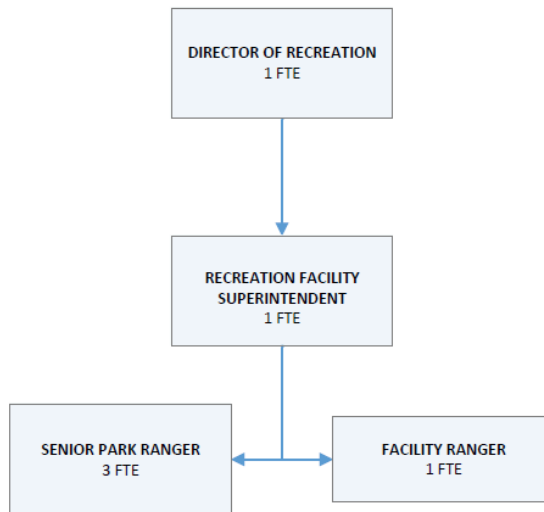 DIRECTOR OF RECREATION
1 FTE
RECREATION FACILITY
SUPERINTENDENT
1 FTE
SENIOR PARK RANGER
3 FTE
FACILITY RANGER
1 FTE